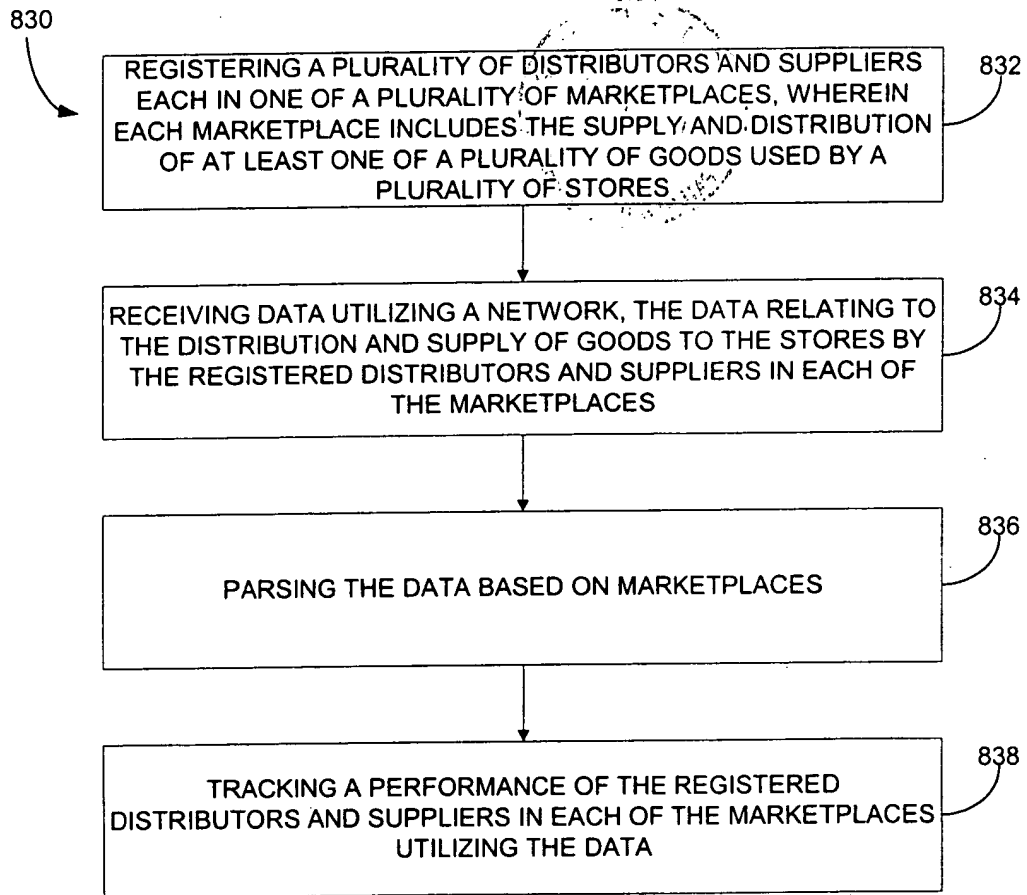 830
REGISTERING A PLURALITY OF DISTRIBUTORS AND SUPPLIERS
EACH IN ONE OF A PLURALITY OF MARKETPLACES, WHEREIN
EACH MARKETPLACE INCLUDES THE SUPPLY AND DISTRIBUTION
OF AT LEAST ONE OF A PLURALITY OF GOODS USED BY A
PLURALITY OF STORES
832
RECEIVING DATA UTILIZING A NETWORK, THE DATA RELATING TO
THE DISTRIBUTION AND SUPPLY OF GOODS TO THE STORES BY
THE REGISTERED DISTRIBUTORS AND SUPPLIERS IN EACH OF
THE MARKETPLACES
834
PARSING THE DATA BASED ON MARKETPLACES
836
TRACKING A PERFORMANCE OF THE REGISTERED
DISTRIBUTORS AND SUPPLIERS IN EACH OF THE MARKETPLACES
UTILIZING THE DATA
838